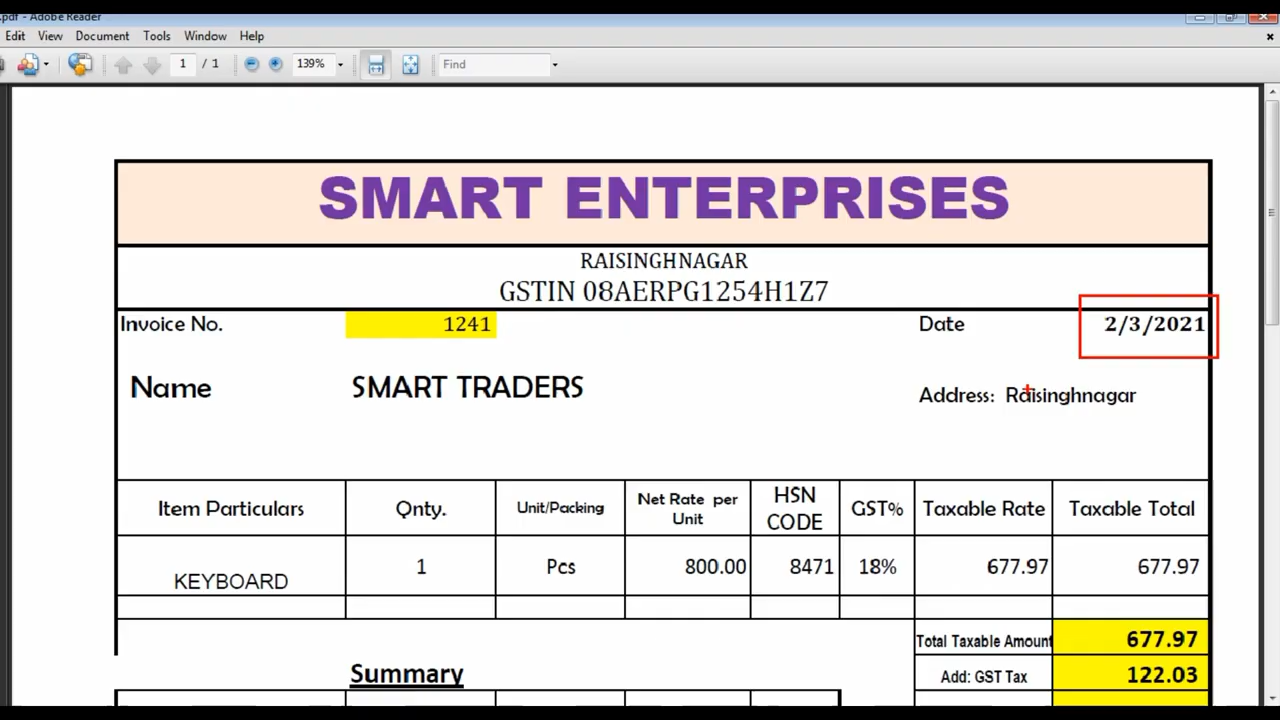 .pdf - Adobe Reader
Edit View Document Tools Window Help
1 / 1 139% Find
SMART ENTERPRISES
RAISINGHNAGAR
GSTIN 08AERPG1254H1Z7
Invoice No. 1241 Date 2/3/2021
Name SMART TRADERS Address: Raisinghnagar
Item Particulars Qnty. Unit/Packing Net Rate per Unit HSN CODE GST% Taxable Rate Taxable Total
KEYBOARD 1 Pcs 800.00 8471 18% 677.97 677.97
Total Taxable Amount 677.97
Summary Add: GST Tax 122.03